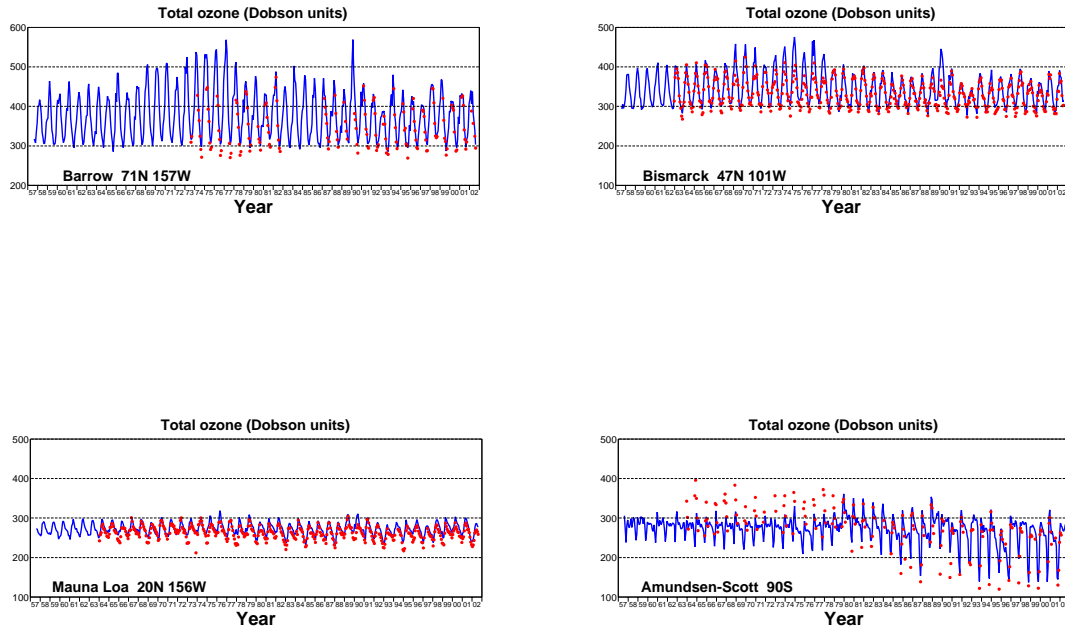 Total ozone (Dobson units)
600
500
400
300
200
Barrow 71N 157W
57 58 59 60 61 62 63 64 65 66 67 68 69 70 71 72 73 74 75 76 77 78 79 80 81 82 83 84 85 86 87 88 89 90 91 92 93 94 95 96 97 98 99 00 01 02
Year
Total ozone (Dobson units)
500
400
300
200
100
Bismarck 47N 101W
57 58 59 60 61 62 63 64 65 66 67 68 69 70 71 72 73 74 75 76 77 78 79 80 81 82 83 84 85 86 87 88 89 90 91 92 93 94 95 96 97 98 99 00 01 02
Year
Total ozone (Dobson units)
500
400
300
200
100
Mauna Loa 20N 156W
57 58 59 60 61 62 63 64 65 66 67 68 69 70 71 72 73 74 75 76 77 78 79 80 81 82 83 84 85 86 87 88 89 90 91 92 93 94 95 96 97 98 99 00 01 02
Year
Total ozone (Dobson units)
500
400
300
200
100
Amundsen-Scott 90S
57 58 59 60 61 62 63 64 65 66 67 68 69 70 71 72 73 74 75 76 77 78 79 80 81 82 83 84 85 86 87 88 89 90 91 92 93 94 95 96 97 98 99 00 01 02
Year